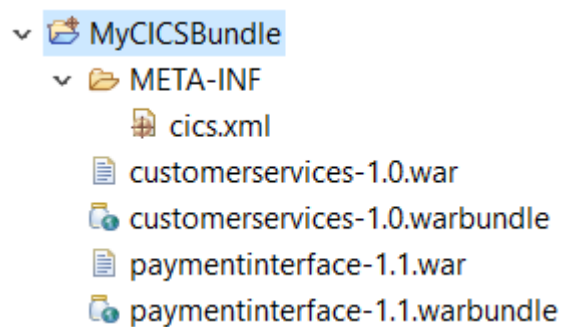 MyCICSBundle
META-INF
cics.xml
customerservices-1.0.war
customerservices-1.0.warbundle
paymentinterface-1.1.war
paymentinterface-1.1.warbundle